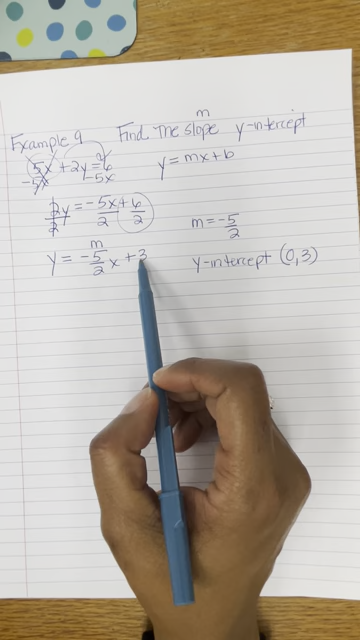 m
Example 9 Find the slope y-intercept
5x + 2y = 6 y = mx + b
-5x -5x
2y = -5x + 6
2 2 2
m = -5/2
m
y = -5/2 x + 3 y-intercept (0,3)